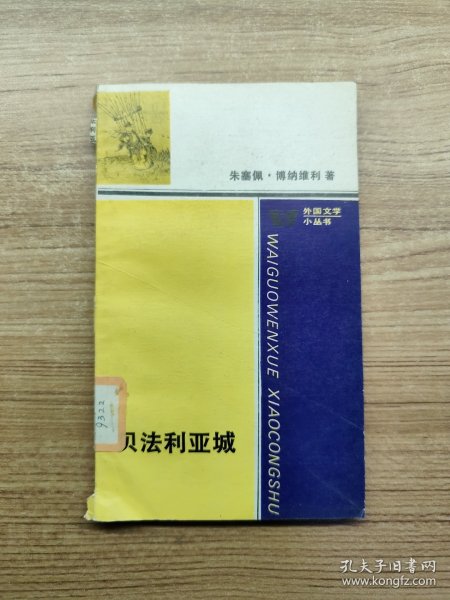 朱塞佩·博纳维利 著
外国文学
小丛书
WAIGUOWENXUE XIAOCONGSHU
9322
贝法利亚城
孔夫子旧书网
www.kongfz.com